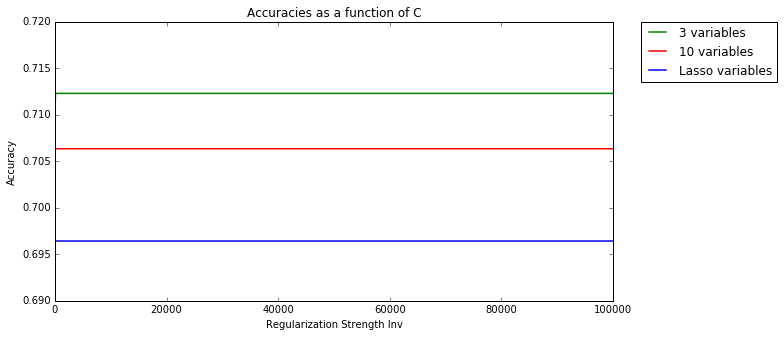 Accuracies as a function of C
3 variables
10 variables
Lasso variables
0.720
0.715
0.710
0.705
0.700
0.695
0.690
Accuracy
0 20000 40000 60000 80000 100000
Regularization Strength Inv